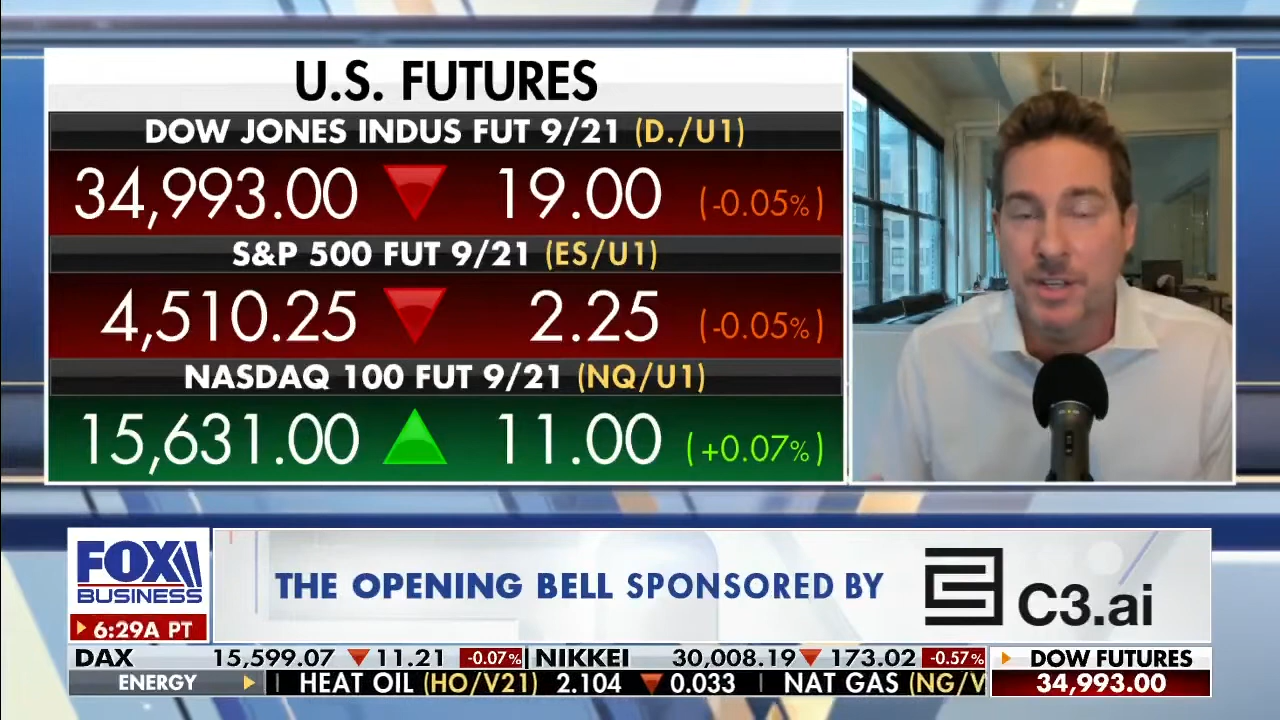 U.S. FUTURES
DOW JONES INDUS FUT 9/21 (D./U1)
34,993.00 19.00 (-0.05%)
S&P 500 FUT 9/21 (ES/U1)
4,510.25 2.25 (-0.05%)
NASDAQ 100 FUT 9/21 (NQ/U1)
15,631.00 11.00 (+0.07%)
FOX
BUSINESS
6:29A PT
THE OPENING BELL SPONSORED BY
C3.ai
DAX 15,599.07 11.21 -0.07% NIKKEI 30,008.19 173.02 -0.57%
ENERGY HEAT OIL (HO/V21) 2.104 0.033 NAT GAS (NG/V
DOW FUTURES
34,993.00